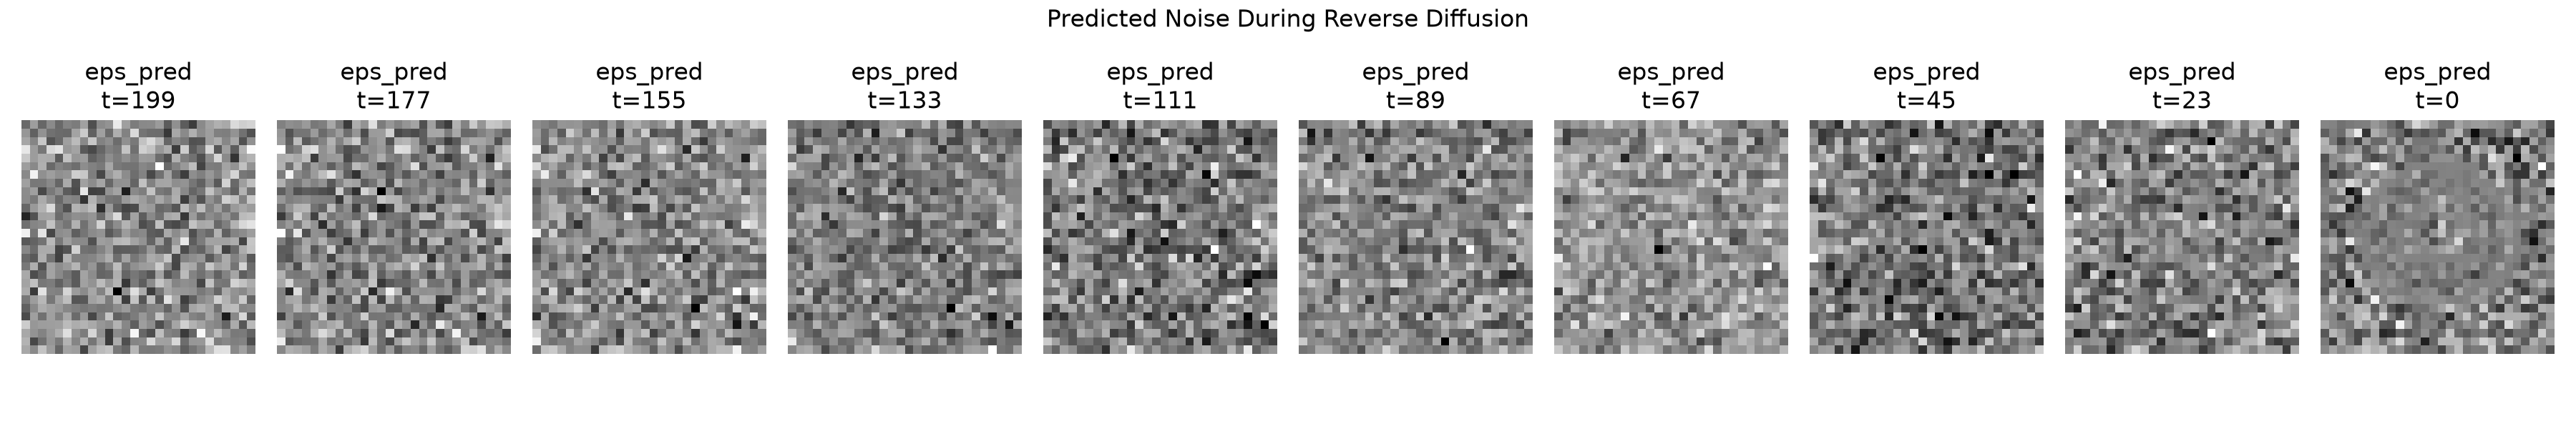 Predicted Noise During Reverse Diffusion
eps_pred
t=199
eps_pred
t=177
eps_pred
t=155
eps_pred
t=133
eps_pred
t=111
eps_pred
t=89
eps_pred
t=67
eps_pred
t=45
eps_pred
t=23
eps_pred
t=0